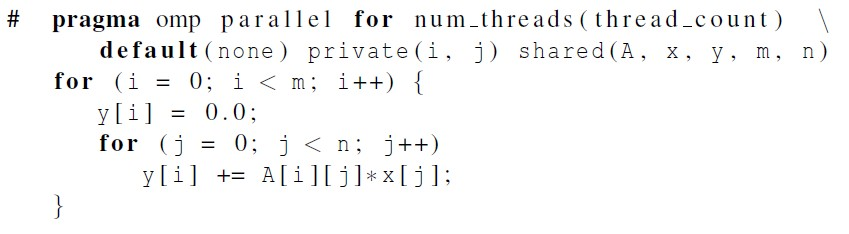 # pragma omp parallel for num_threads(thread_count) \
default(none) private(i, j) shared(A, x, y, m, n)
for (i = 0; i < m; i++) {
y[i] = 0.0;
for (j = 0; j < n; j++)
y[i] += A[i][j]*x[j];
}